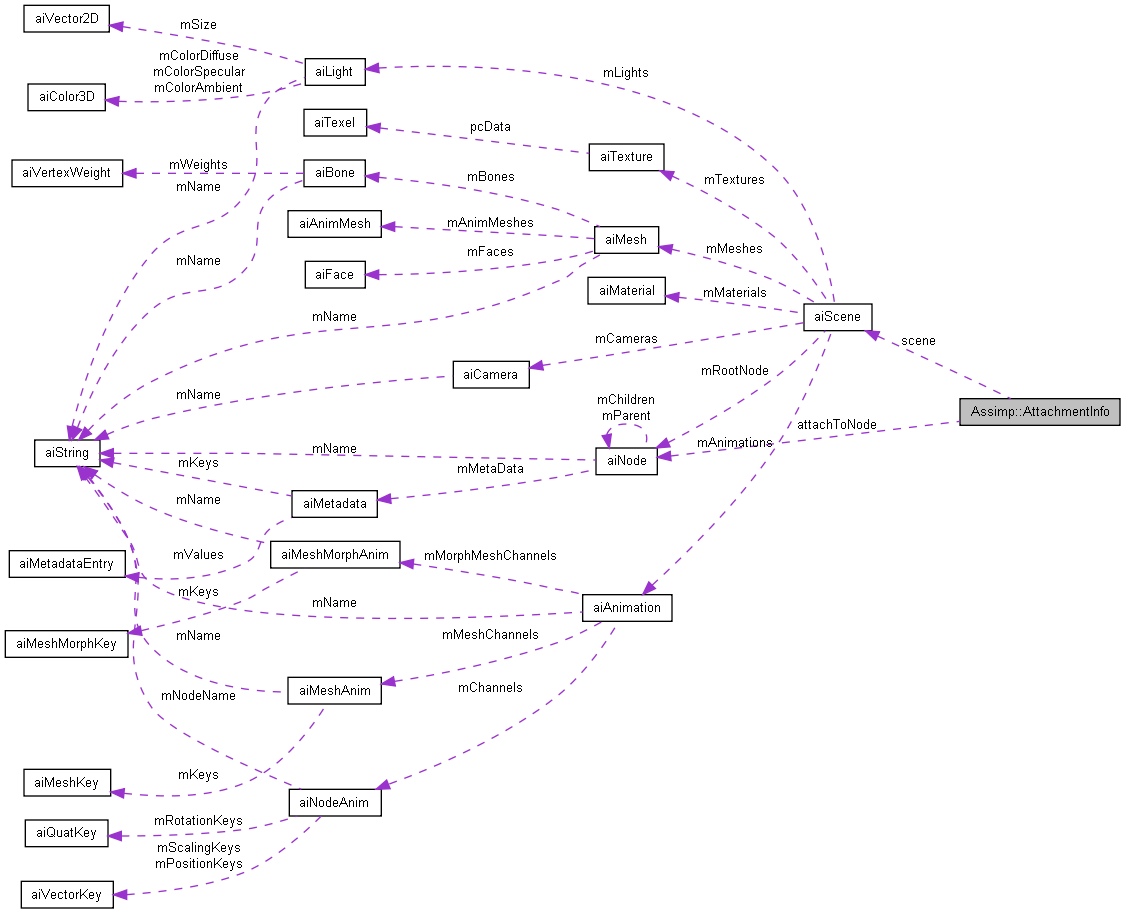 aiVector2D
mSize
mColorDiffuse
mColorSpecular
mColorAmbient
aiLight
mLights
aiColor3D
aiTexel
pcData
aiTexture
mTextures
aiVertexWeight
mWeights
mName
aiBone
mBones
aiAnimMesh
mAnimMeshes
aiMesh
mMeshes
mFaces
mName
aiFace
aiMaterial
mMaterials
mName
aiScene
scene
mCameras
aiCamera
mRootNode
mName
mChildren
mParent
Assimp::AttachmentInfo
attachToNode
mAnimations
aiString
mName
aiNode
mKeys
mMetaData
mName
aiMetadata
aiMetadataEntry
mValues
aiMeshMorphAnim
mMorphMeshChannels
mKeys
mName
aiAnimation
aiMeshMorphKey
mName
mMeshChannels
mNodeName
aiMeshAnim
mChannels
aiMeshKey
mKeys
aiNodeAnim
aiQuatKey
mRotationKeys
mScalingKeys
mPositionKeys
aiVectorKey